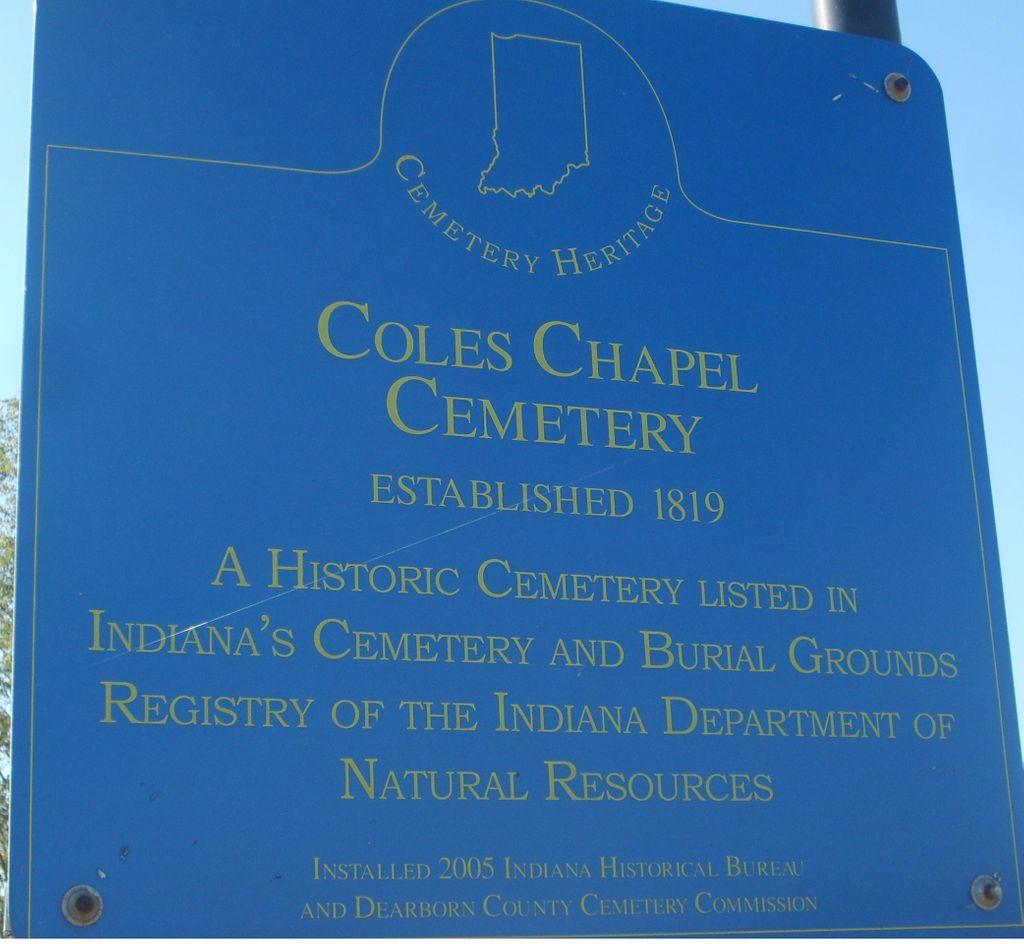 Cemetery Heritage
Coles Chapel
Cemetery
ESTABLISHED 1819
A Historic Cemetery listed in
Indiana's Cemetery and Burial Grounds
Registry of the Indiana Department of
Natural Resources
Installed 2005 Indiana Historical Bureau
and Dearborn County Cemetery Commission